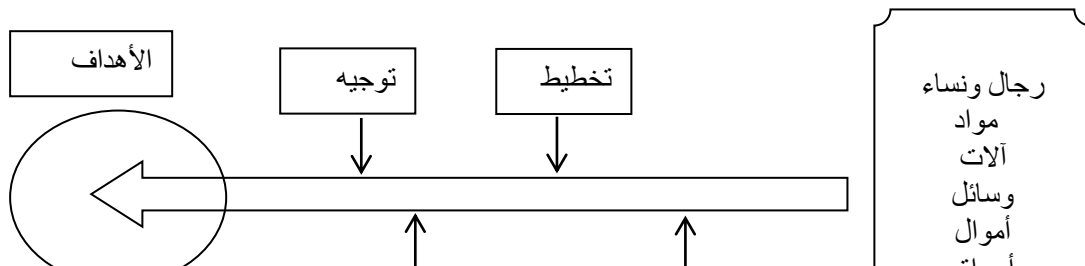 الأهداف
توجيه
تخطيط
رجال ونساء
مواد
آلات
وسائل
أموال